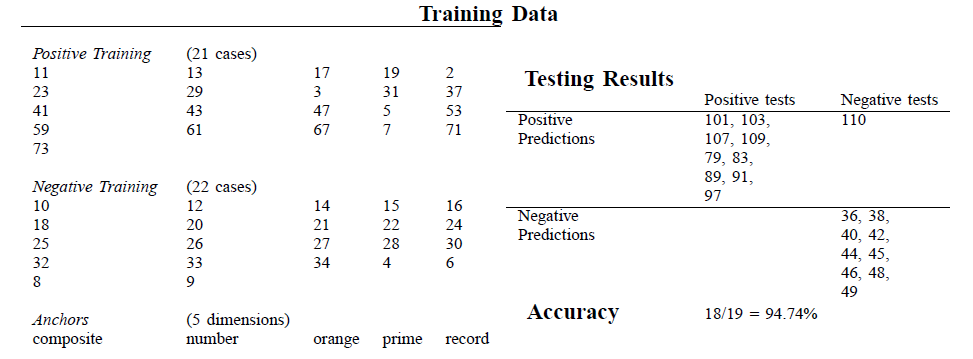 Training Data
Positive Training (21 cases)
11 13 17 19 2
23 29 3 31 37
41 43 47 5 53
59 61 67 7 71
73
Negative Training (22 cases)
10 12 14 15 16
18 20 21 22 24
25 26 27 28 30
32 33 34 4 6
8 9
Anchors (5 dimensions)
composite number orange prime record
Testing Results
Positive tests Negative tests
Positive 101, 103, 110
Predictions 107, 109,
79, 83,
89, 91,
97
Negative 36, 38,
Predictions 40, 42,
44, 45,
46, 48,
49
Accuracy 18/19 = 94.74%